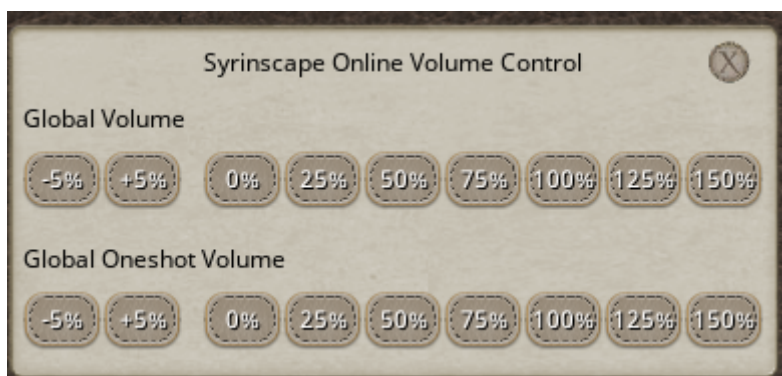 Syrinscape Online Volume Control X
Global Volume
-5% +5% 0% 25% 50% 75% 100% 125% 150%
Global Oneshot Volume
-5% +5% 0% 25% 50% 75% 100% 125% 150%